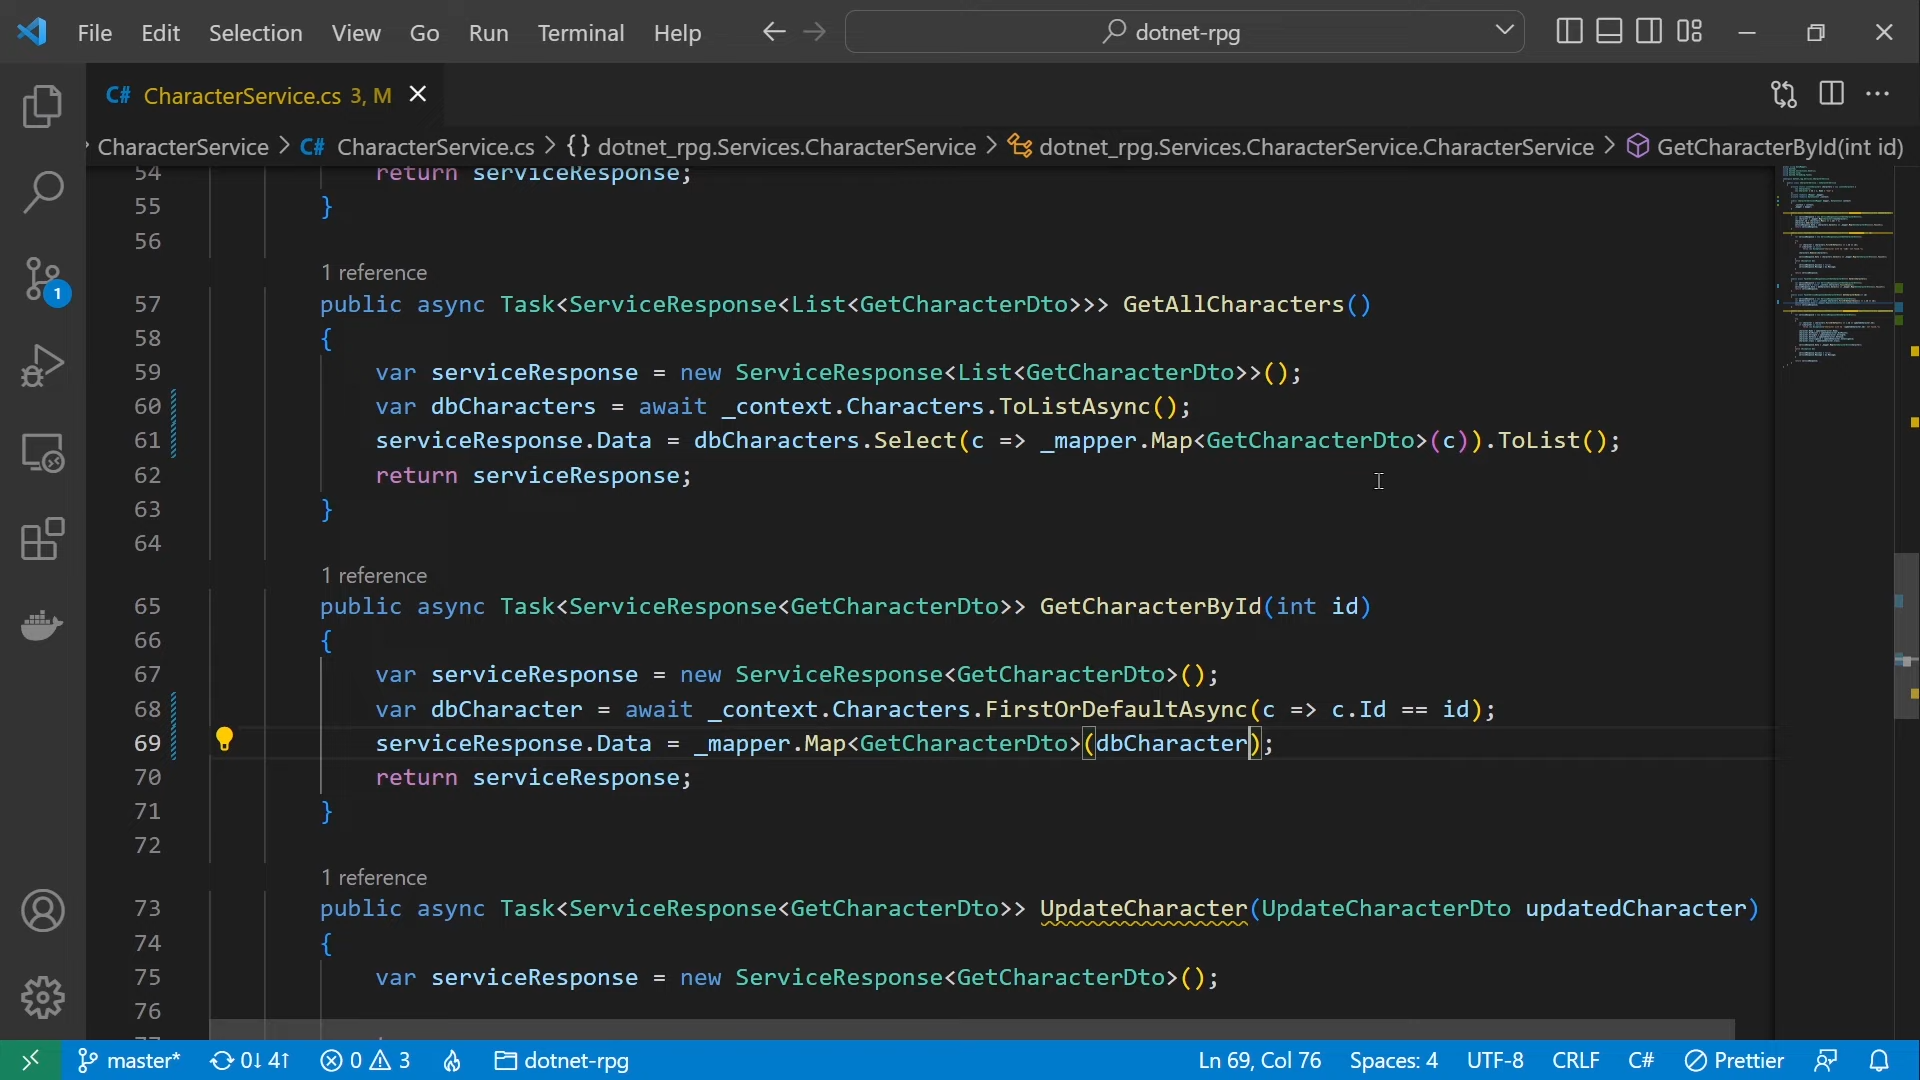 File Edit Selection View Go Run Terminal Help dotnet-rpg
C# CharacterService.cs 3, M
CharacterService > C# CharacterService.cs > {} dotnet_rpg.Services.CharacterService > dotnet_rpg.Services.CharacterService.CharacterService > GetCharacterById(int id)
54 return serviceResponse;
55 }
56
1 reference
57 public async Task<ServiceResponse<List<GetCharacterDto>>> GetAllCharacters()
58 {
59 var serviceResponse = new ServiceResponse<List<GetCharacterDto>>();
60 var dbCharacters = await _context.Characters.ToListAsync();
61 serviceResponse.Data = dbCharacters.Select(c => _mapper.Map<GetCharacterDto>(c)).ToList();
62 return serviceResponse;
63 }
64
1 reference
65 public async Task<ServiceResponse<GetCharacterDto>> GetCharacterById(int id)
66 {
67 var serviceResponse = new ServiceResponse<GetCharacterDto>();
68 var dbCharacter = await _context.Characters.FirstOrDefaultAsync(c => c.Id == id);
69 serviceResponse.Data = _mapper.Map<GetCharacterDto>(dbCharacter);
70 return serviceResponse;
71 }
72
1 reference
73 public async Task<ServiceResponse<GetCharacterDto>> UpdateCharacter(UpdateCharacterDto updatedCharacter)
74 {
75 var serviceResponse = new ServiceResponse<GetCharacterDto>();
76
1
master* 0↓ 4↑ 0 3 dotnet-rpg Ln 69, Col 76 Spaces: 4 UTF-8 CRLF C# Prettier